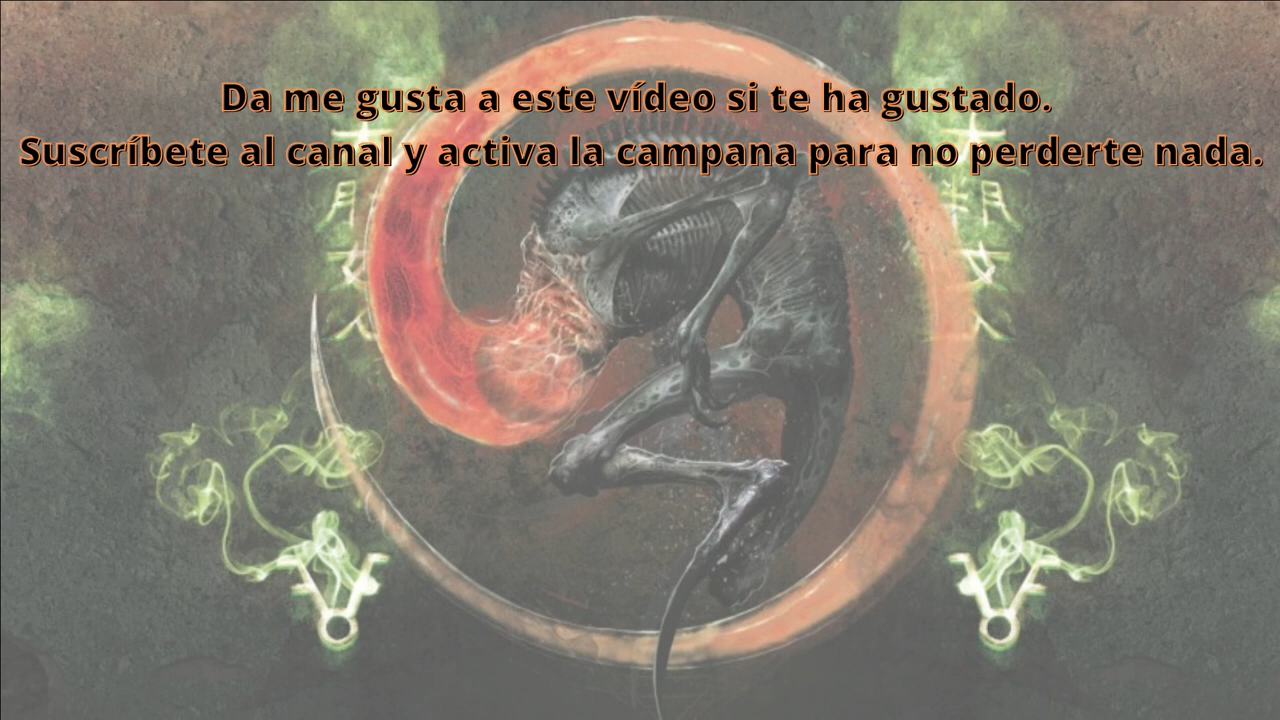 Da me gusta a este vídeo si te ha gustado.
Suscríbete al canal y activa la campana para no perderte nada.